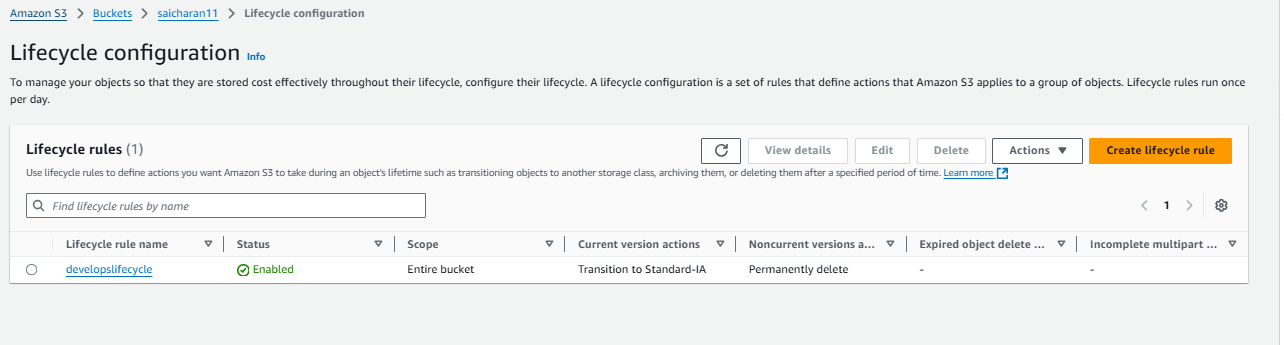 Amazon S3 > Buckets > saicharan11 > Lifecycle configuration
Lifecycle configuration Info
To manage your objects so that they are stored cost effectively throughout their lifecycle, configure their lifecycle. A lifecycle configuration is a set of rules that define actions that Amazon S3 applies to a group of objects. Lifecycle rules run once
per day.
Lifecycle rules (1) View details Edit Delete Actions Create lifecycle rule
Use lifecycle rules to define actions you want Amazon S3 to take during an object's lifetime such as transitioning objects to another storage class, archiving them, or deleting them after a specified period of time. Learn more
Find lifecycle rules by name 1
Lifecycle rule name Status Scope Current version actions Noncurrent versions a... Expired object delete ... Incomplete multipart ...
developslifecycle Enabled Entire bucket Transition to Standard-IA Permanently delete - -